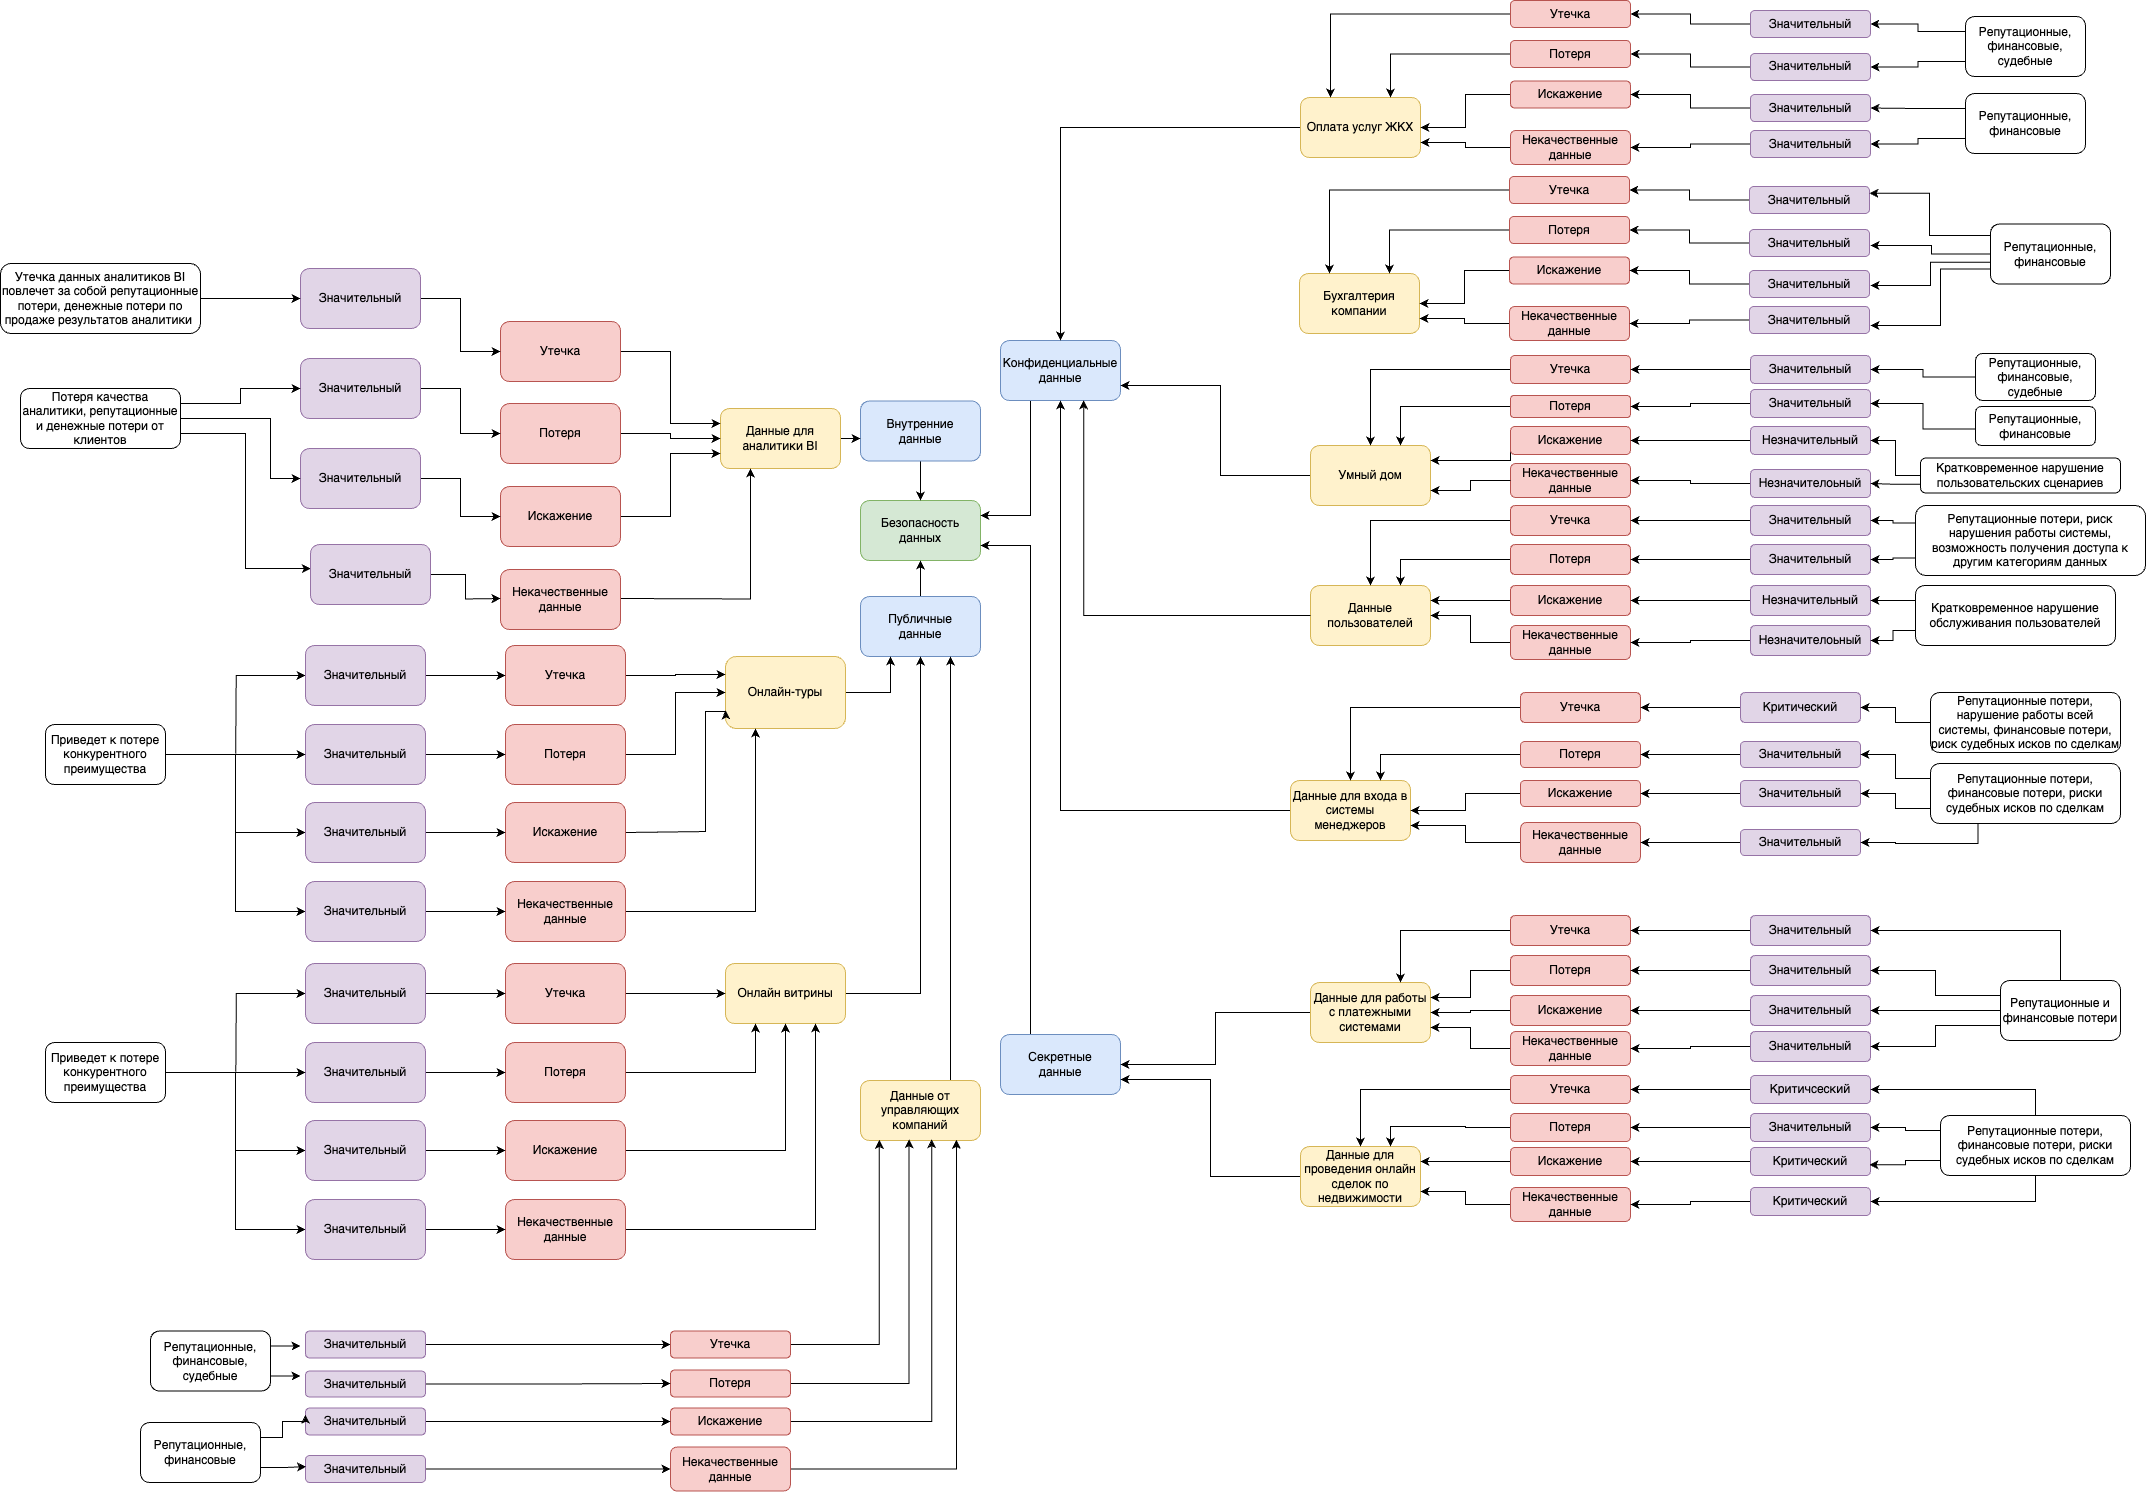 Утечка данных аналитиков BI
повлечет за собой репутационные
потери, денежные потери по
продаже результатов аналитики
Потеря качества
аналитики, репутационные
и денежные потери от
клиентов
Значительный
Значительный
Значительный
Значительный
Утечка
Потеря
Искажение
Некачественные
данные
Данные для
аналитики BI
Внутренние
данные
Безопасность
данных
Публичные
данные
Приведет к потере
конкурентного
преимущества
Значительный
Значительный
Значительный
Значительный
Утечка
Потеря
Искажение
Некачественные
данные
Онлайн-туры
Приведет к потере
конкурентного
преимущества
Значительный
Значительный
Значительный
Значительный
Утечка
Потеря
Искажение
Некачественные
данные
Онлайн витрины
Данные от
управляющих
компаний
Репутационные,
финансовые,
судебные
Репутационные,
финансовые
Значительный
Значительный
Значительный
Значительный
Утечка
Потеря
Искажение
Некачественные
данные
Конфиденциальные
данные
Секретные
данные
Оплата услуг ЖКХ
Утечка
Потеря
Искажение
Некачественные
данные
Значительный
Значительный
Значительный
Значительный
Репутационные,
финансовые,
судебные
Репутационные,
финансовые
Бухгалтерия
компании
Утечка
Потеря
Искажение
Некачественные
данные
Значительный
Значительный
Значительный
Значительный
Репутационные,
финансовые
Умный дом
Утечка
Потеря
Искажение
Некачественные
данные
Значительный
Значительный
Незначительный
Незначителоьный
Репутационные,
финансовые,
судебные
Репутационные,
финансовые
Кратковременное нарушение
пользовательских сценариев
Данные
пользователей
Утечка
Потеря
Искажение
Некачественные
данные
Значительный
Значительный
Незначительный
Незначителоьный
Репутационные потери, риск
нарушения работы системы,
возможность получения доступа к
другим категориям данных
Кратковременное нарушение
обслуживания пользователей
Данные для входа в
системы
менеджеров
Утечка
Потеря
Искажение
Некачественные
данные
Критический
Значительный
Значительный
Значительный
Репутационные потери,
нарушение работы всей
системы, финансовые потери,
риск судебных исков по сделкам
Репутационные потери,
финансовые потери, риски
судебных исков по сделкам
Данные для работы
с платежными
системами
Утечка
Потеря
Искажение
Некачественные
данные
Значительный
Значительный
Значительный
Значительный
Репутационные и
финансовые потери
Данные для
проведения онлайн
сделок по
недвижимости
Утечка
Потеря
Искажение
Некачественные
данные
Критичсеский
Значительный
Критический
Критический
Репутационные потери,
финансовые потери, риски
судебных исков по сделкам